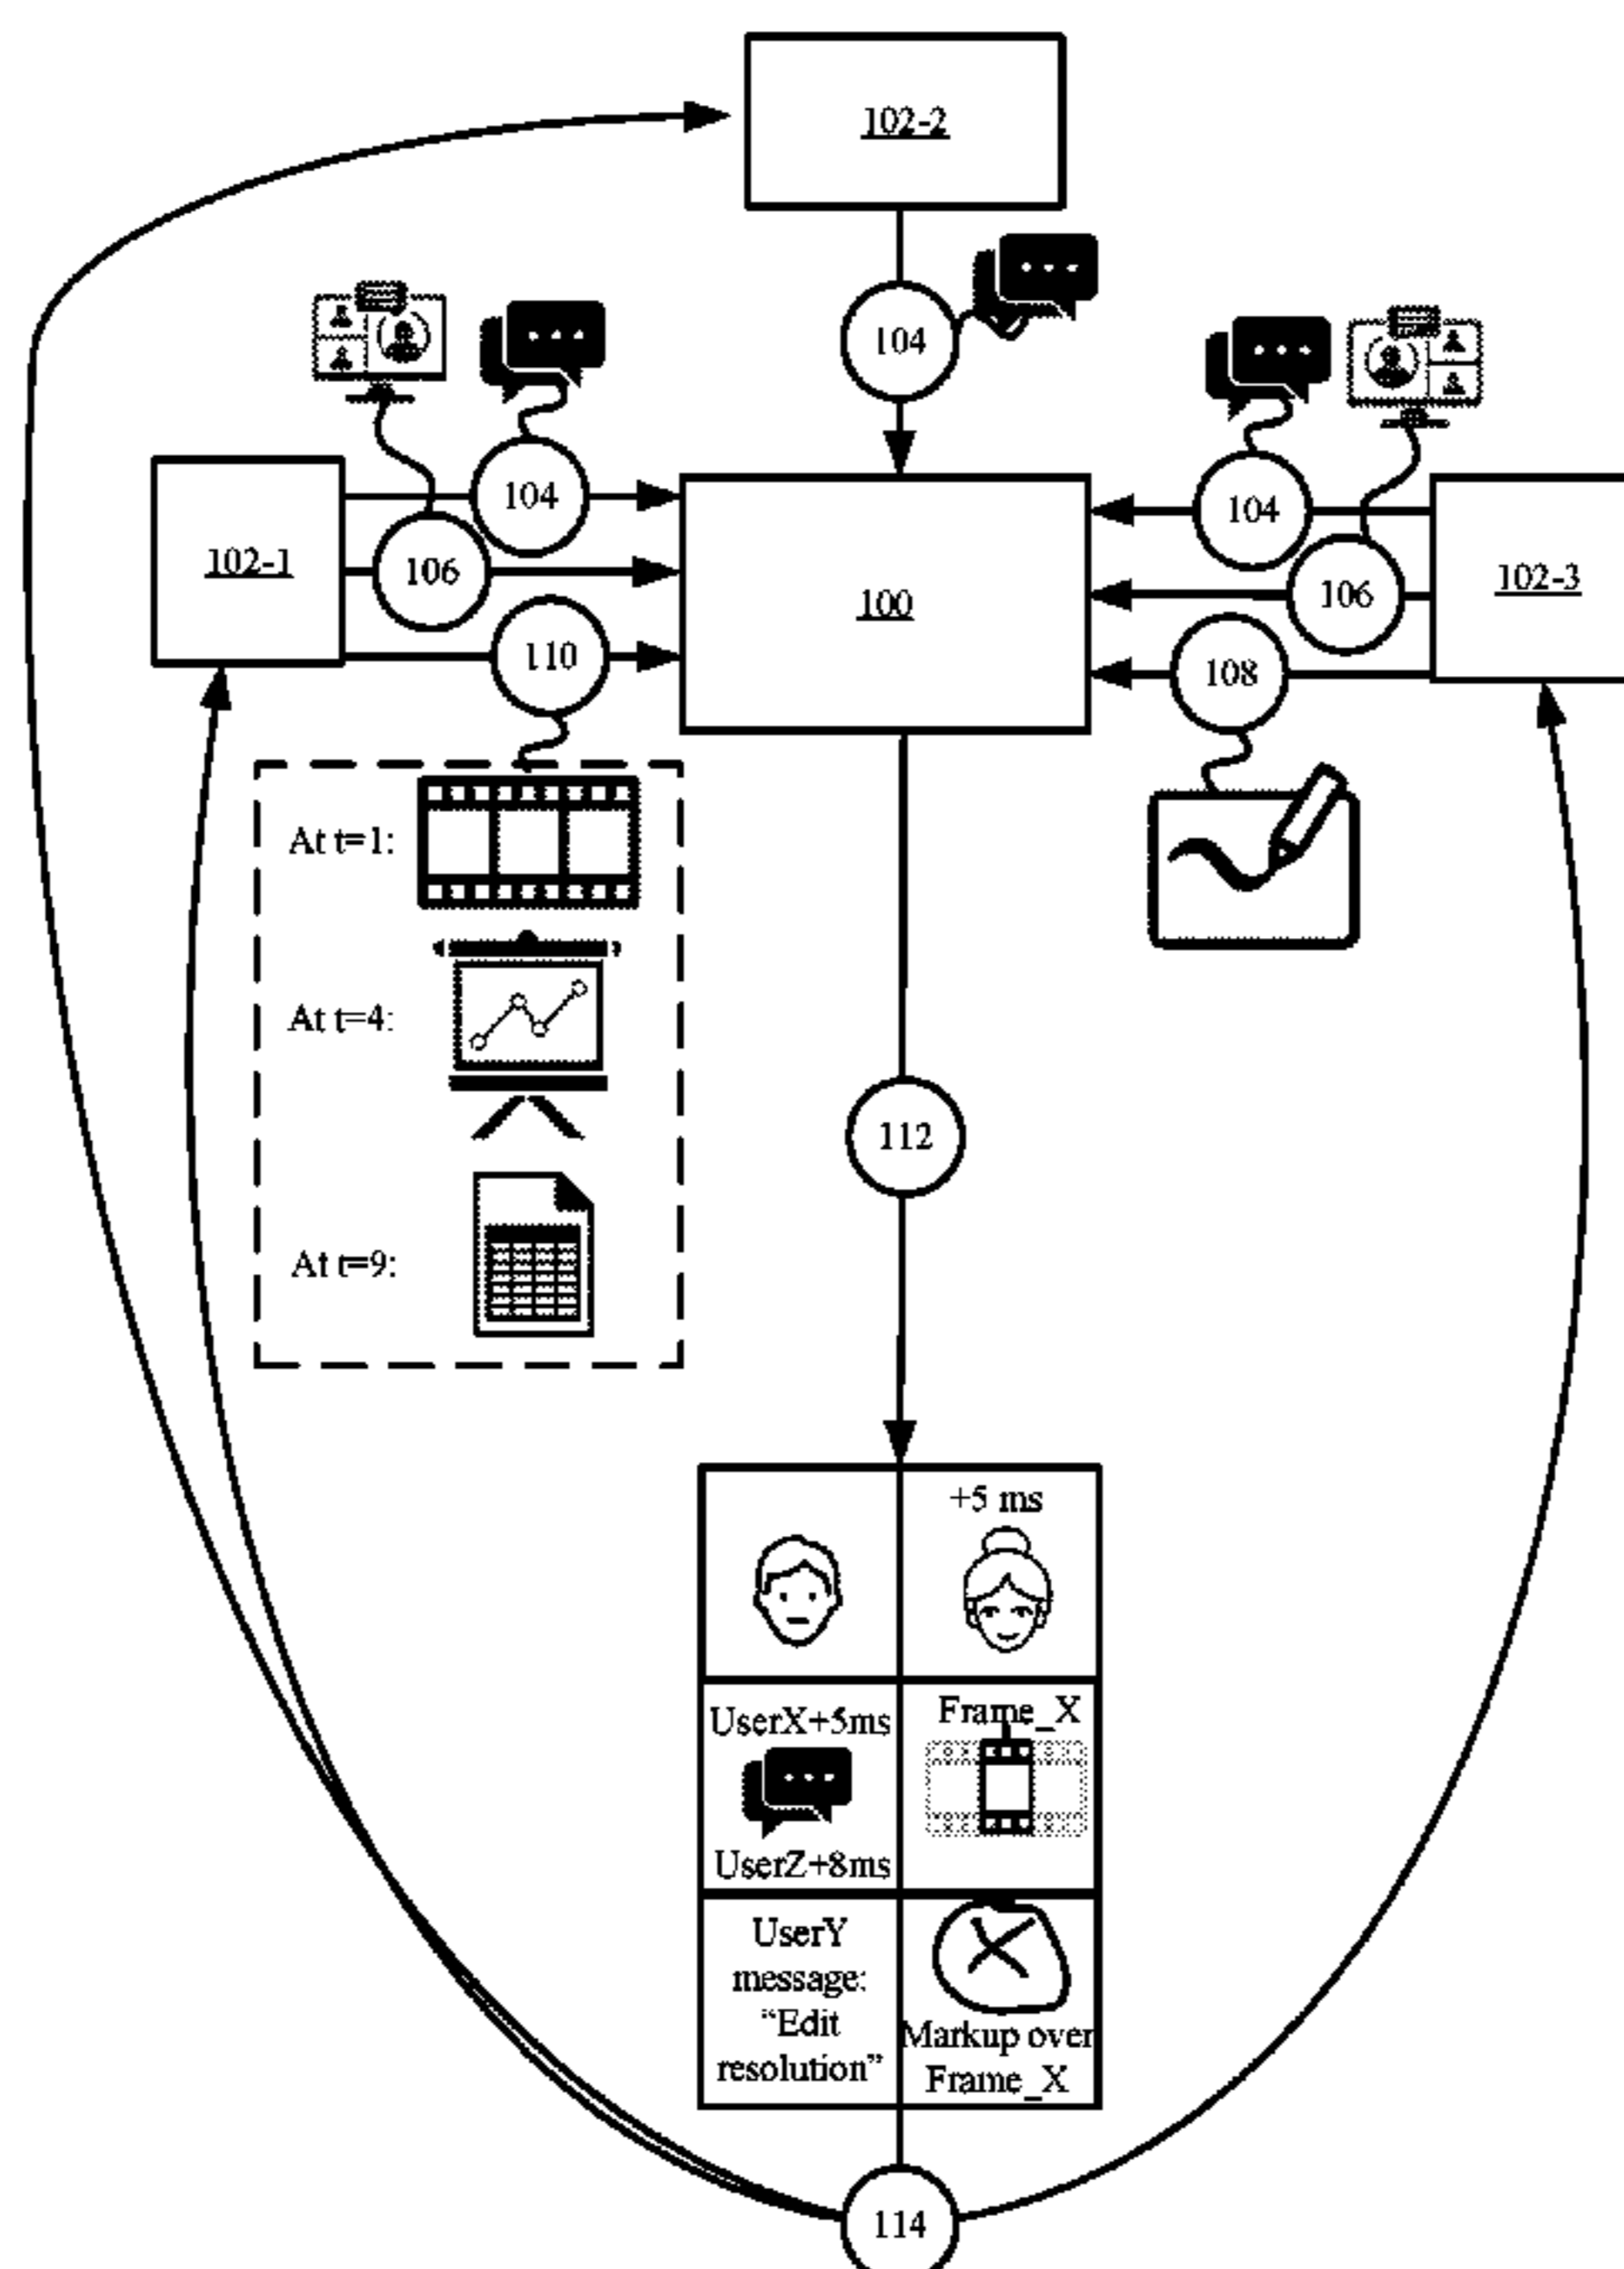 102-2
104
104
104
102-1
106
100
106
102-3
110
108
At t=1:
At t=4:
112
At t=9:
+5 ms
UserX+5ms
UserZ+8ms
Frame_X
UserY
message:
“Edit
resolution”
Markup over
Frame_X
114